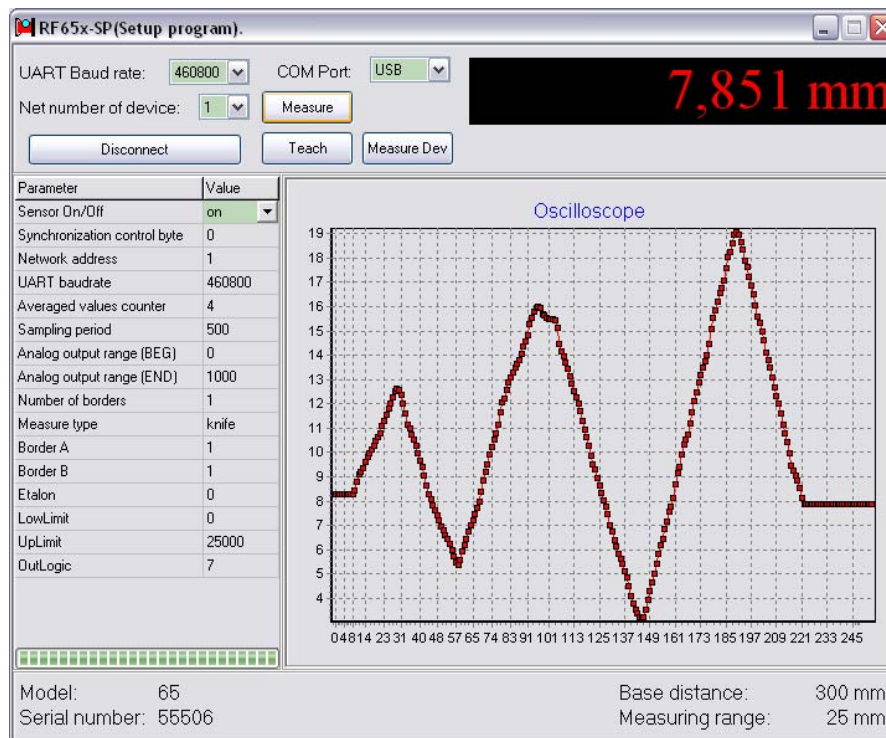 RF65x-SP(Setup program).
UART Baud rate: 460800 COM Port: USB
7,851 mm
Net number of device: 1 Measure
Disconnect Teach Measure Dev
Parameter Value
Sensor On/Off on
Synchronization control byte 0
Network address 1
UART baudrate 460800
Averaged values counter 4
Sampling period 500
Analog output range (BEG) 0
Analog output range (END) 1000
Number of borders 1
Measure type knife
Border A 1
Border B 1
Etalon 0
LowLimit 0
UpLimit 25000
OutLogic 7
Oscilloscope
19
18
17
16
15
14
13
12
11
10
9
8
7
6
5
4
0 4 8 14 23 31 40 48 57 65 74 83 91 101 113 125 137 149 161 173 185 197 209 221 233 245
Model: 65
Serial number: 55506
Base distance: 300 mm
Measuring range: 25 mm